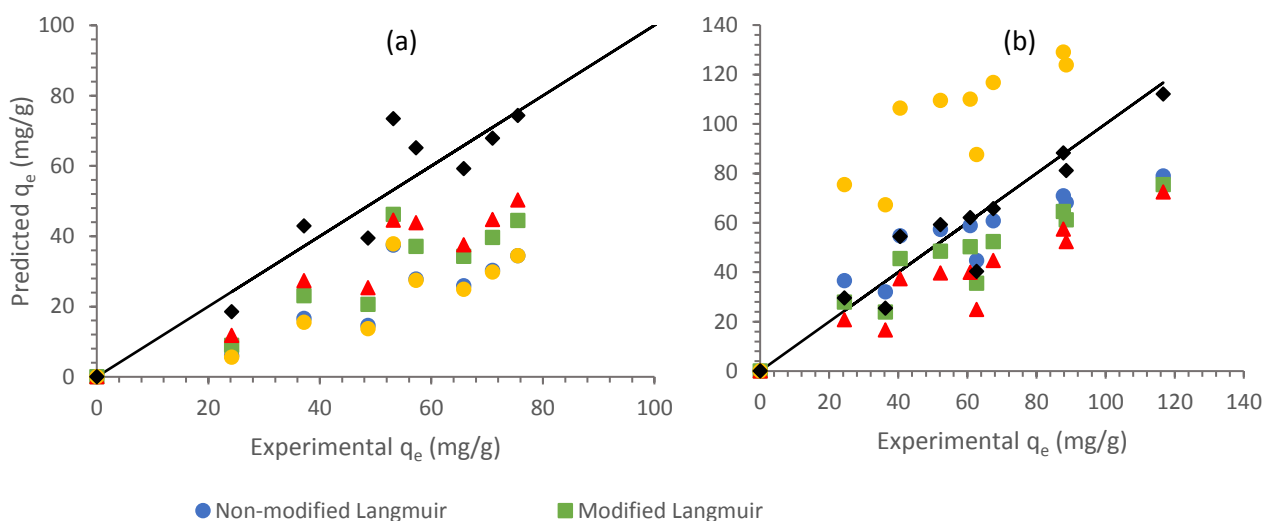 (a)
Predicted qₑ (mg/g)
100
80
60
40
20
0
0 20 40 60 80 100
Experimental qₑ (mg/g)
(b)
140
120
100
80
60
40
20
0
0 20 40 60 80 100 120 140
Experimental qₑ (mg/g)
Non-modified Langmuir Modified Langmuir